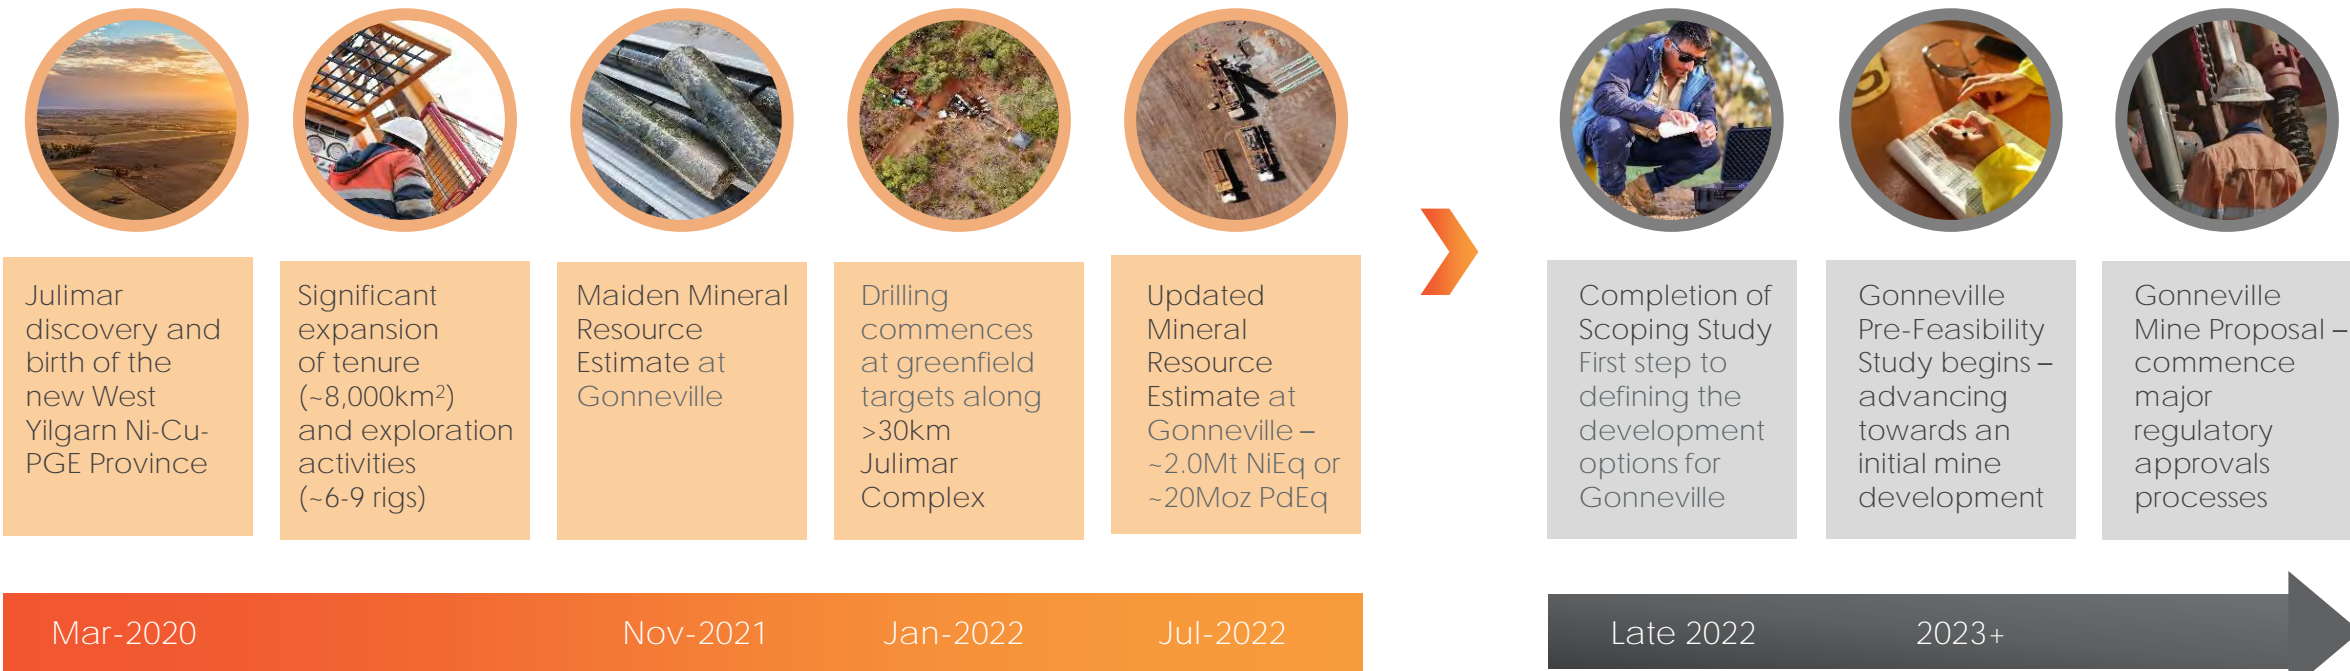 Julimar
discovery and
birth of the
new West
Yilgarn Ni-Cu-
PGE Province
Significant
expansion
of tenure
(~8,000km²)
and exploration
activities
(~6-9 rigs)
Maiden Mineral
Resource
Estimate at
Gonneville
Drilling
commences
at greenfield
targets along
>30km
Julimar
Complex
Updated
Mineral
Resource
Estimate at
Gonneville –
~2.0Mt NiEq or
~20Moz PdEq
Completion of
Scoping Study
First step to
defining the
development
options for
Gonneville
Gonneville
Pre-Feasibility
Study begins –
advancing
towards an
initial mine
development
Gonneville
Mine Proposal –
commence
major
regulatory
approvals
processes
Mar-2020
Nov-2021
Jan-2022
Jul-2022
Late 2022
2023+